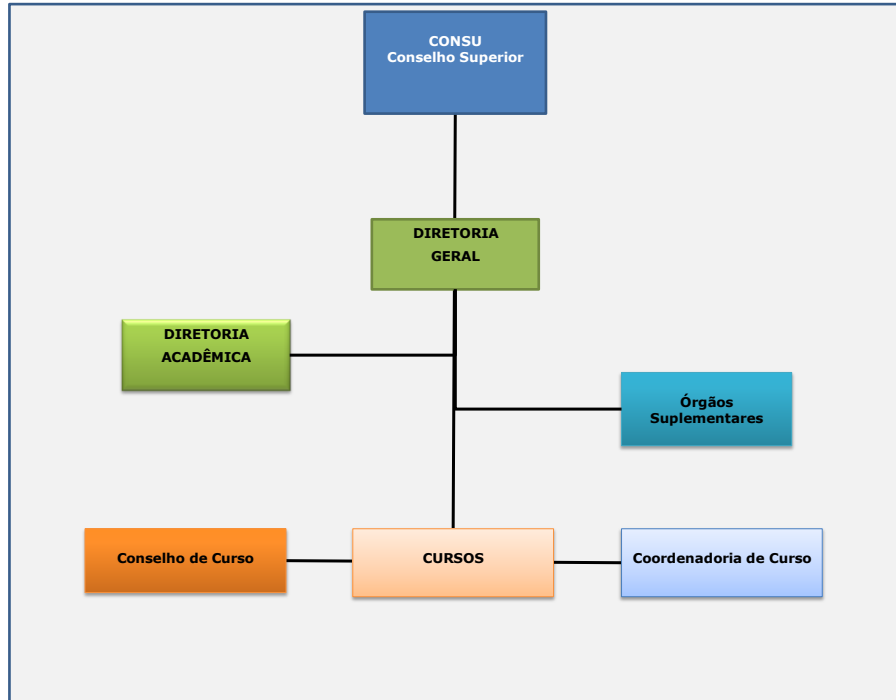 CONSU
Conselho Superior
DIRETORIA
GERAL
DIRETORIA
ACADÊMICA
Órgãos
Suplementares
Conselho de Curso
CURSOS
Coordenadoria de Curso